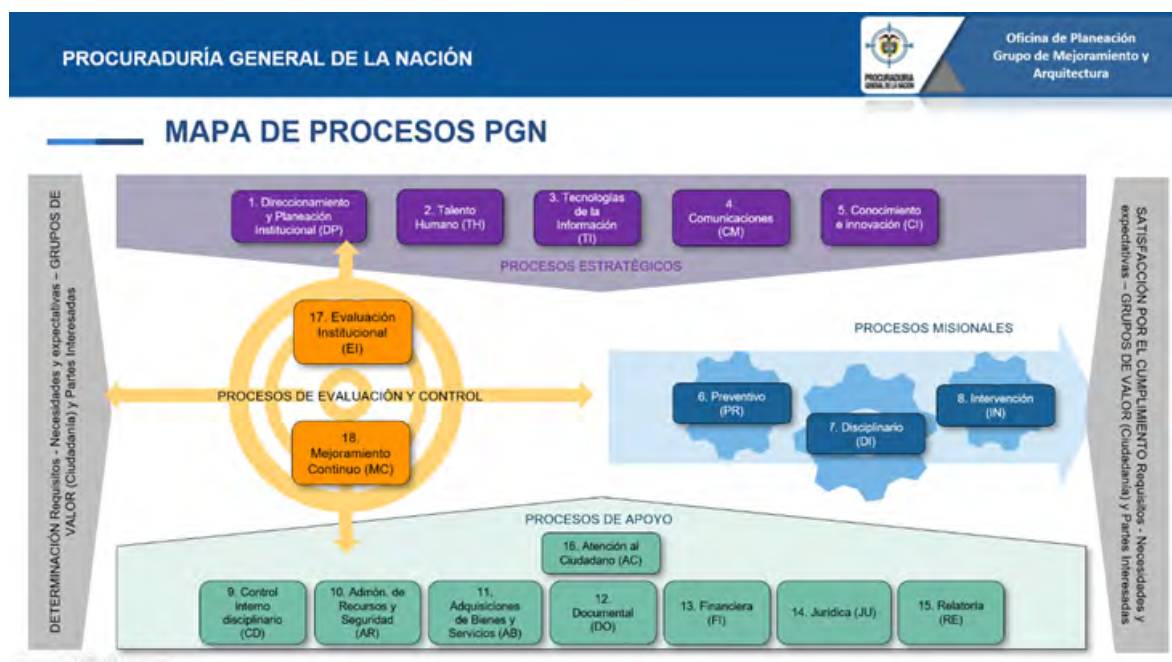 PROCURADURÍA GENERAL DE LA NACIÓN
PROCURADURIA
GENERAL DE LA NACION
Oficina de Planeación
Grupo de Mejoramiento y
Arquitectura
MAPA DE PROCESOS PGN
DETERMINACIÓN Requisitos - Necesidades y expectativas – GRUPOS DE
VALOR (Ciudadanía) y Partes Interesadas
1. Direccionamiento
y Planeación
Institucional (DP)
2. Talento
Humano (TH)
3. Tecnologías
de la
Información
(TI)
4.
Comunicaciones
(CM)
5. Conocimiento
e innovación (CI)
PROCESOS ESTRATÉGICOS
17. Evaluación
Institucional
(EI)
PROCESOS DE EVALUACIÓN Y CONTROL
18.
Mejoramiento
Continuo (MC)
PROCESOS MISIONALES
6. Preventivo
(PR)
7. Disciplinario
(DI)
8. Intervención
(IN)
PROCESOS DE APOYO
16. Atención al
Ciudadano (AC)
9. Control
interno
disciplinario
(CD)
10. Admón. de
Recursos y
Seguridad
(AR)
11.
Adquisiciones
de Bienes y
Servicios (AB)
12.
Documental
(DO)
13. Financiera
(FI)
14. Jurídica (JU)
15. Relatoría
(RE)
SATISFACCIÓN POR EL CUMPLIMIENTO Requisitos - Necesidades y
expectativas – GRUPOS DE VALOR (Ciudadanía) y Partes Interesadas